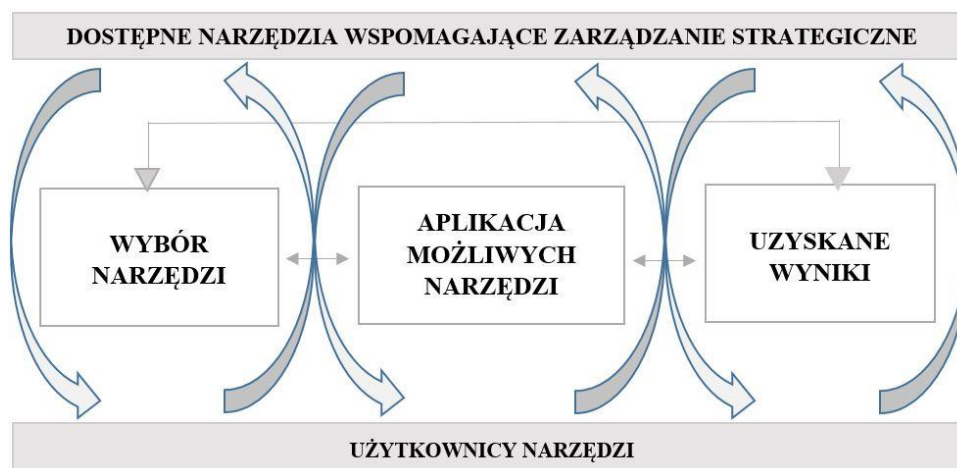 DOSTĘPNE NARZĘDZIA WSPOMAGAJĄCE ZARZĄDZANIE STRATEGICZNE
WYBÓR
NARZĘDZI
APLIKACJA
MOŻLIWYCH
NARZĘDZI
UZYSKANE
WYNIKI
UŻYTKOWNICY NARZĘDZI